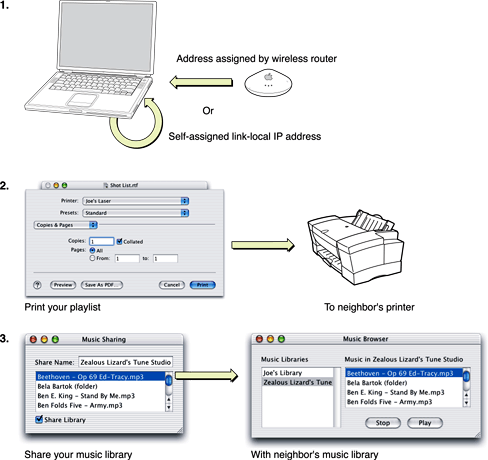 1.
Address assigned by wireless router
Or
Self-assigned link-local IP address
2.
Shot List.rtf
Printer: Joe's Laser
Presets: Standard
Copies & Pages
Copies: 1 Collated
Pages: All
From: 1 to: 1
? Preview Save As PDF... Cancel Print
Print your playlist
To neighbor's printer
3.
Music Sharing
Share Name: Zealous Lizard's Tune Studio
Beethoven - Op 69 Ed-Tracy.mp3
Bela Bartok (folder)
Ben E. King - Stand By Me.mp3
Ben Folds Five - Army.mp3
Share Library
Share your music library
Music Browser
Music Libraries
Joe's Library
Zealous Lizard's Tune
Music in Zealous Lizard's Tune Studio
Beethoven - Op 69 Ed-Tracy.mp3
Bela Bartok (folder)
Ben E. King - Stand By Me.mp3
Ben Folds Five - Army.mp3
Stop Play
With neighbor's music library